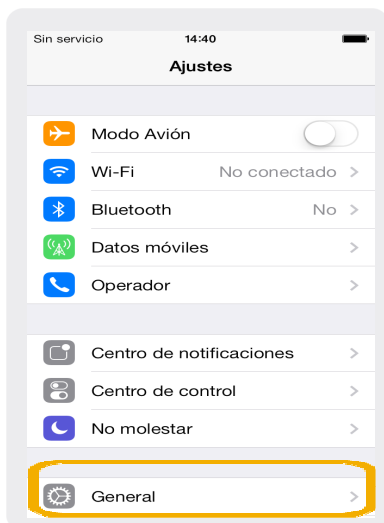 Sin servicio 14:40
Ajustes
Modo Avión
Wi-Fi No conectado
Bluetooth No
Datos móviles
Operador
Centro de notificaciones
Centro de control
No molestar
General